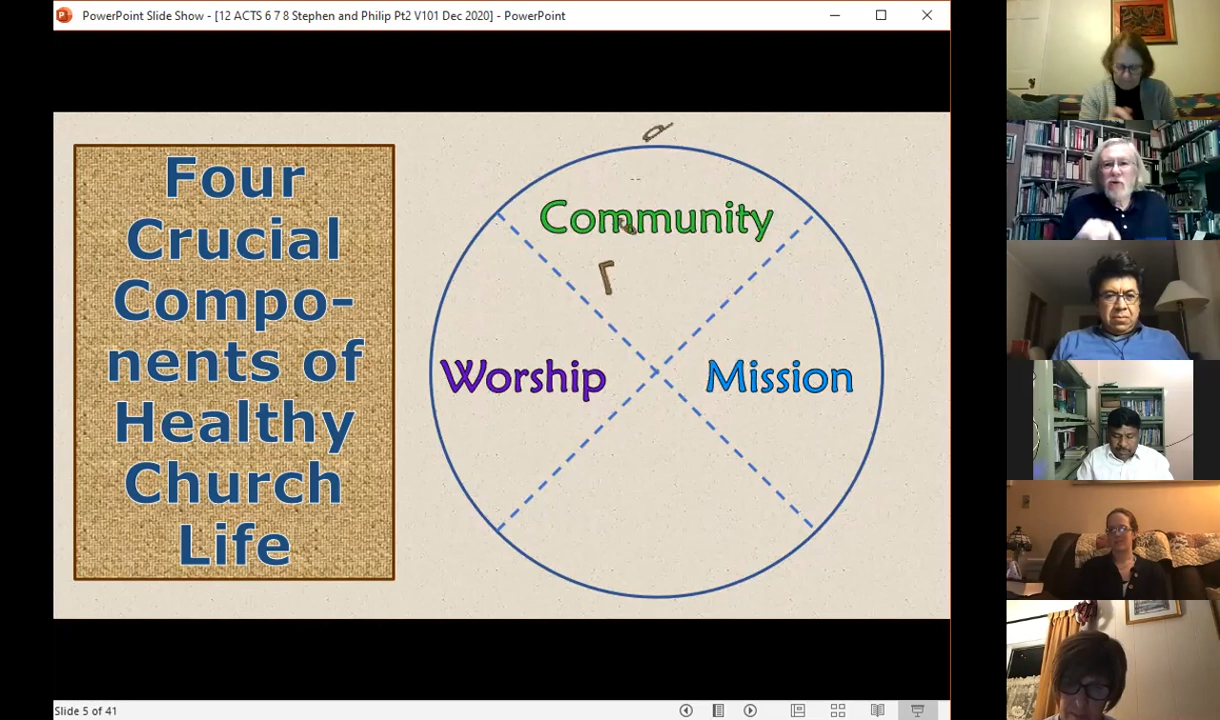 PowerPoint Slide Show - [12 ACTS 6 7 8 Stephen and Philip Pt2 V101 Dec 2020] - PowerPoint
Four
Crucial
Compo-
nents of
Healthy
Church
Life
Community
Worship
Mission
Slide 5 of 41